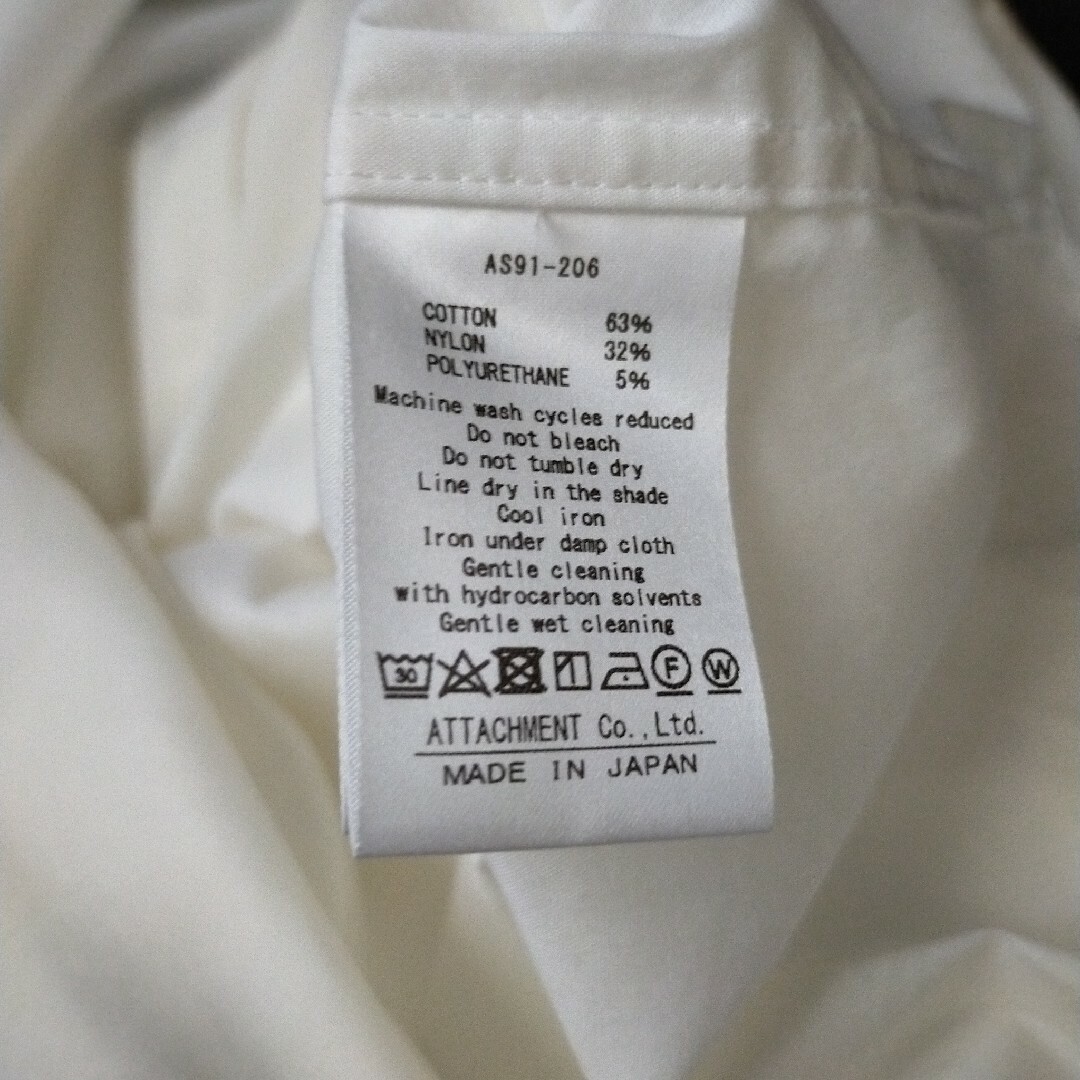 AS91-206
COTTON 63%
NYLON 32%
POLYURETHANE 5%
Machine wash cycles reduced
Do not bleach
Do not tumble dry
Line dry in the shade
Cool iron
Iron under damp cloth
Gentle cleaning
with hydrocarbon solvents
Gentle wet cleaning
30 F W
ATTACHMENT Co.,Ltd.
MADE IN JAPAN